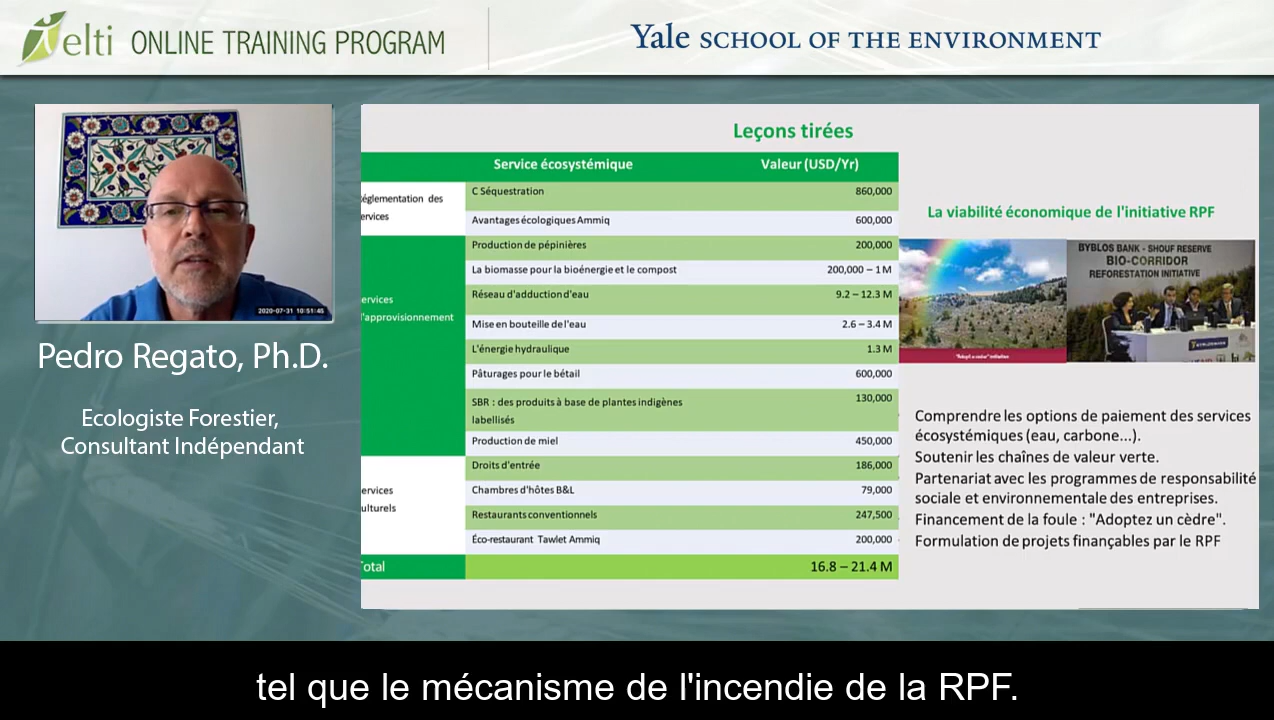 elti ONLINE TRAINING PROGRAM
Yale SCHOOL OF THE ENVIRONMENT
2020-07-31 10:51:45
Pedro Regato, Ph.D.
Ecologiste Forestier,
Consultant Indépendant
Leçons tirées
Service écosystémique Valeur (USD/Yr)
églementation des
ervices
C Séquestration 860,000
Avantages écologiques Ammiq 600,000
ervices
l'approvisionnement
Production de pépinières 200,000
La biomasse pour la bioénergie et le compost 200,000 – 1 M
Réseau d'adduction d'eau 9.2 – 12.3 M
Mise en bouteille de l'eau 2.6 – 3.4 M
L'énergie hydraulique 1.3 M
Pâturages pour le bétail 600,000
SBR : des produits à base de plantes indigènes 130,000
labellisés
Production de miel 450,000
ervices
ulturels
Droits d'entrée 186,000
Chambres d'hôtes B&L 79,000
Restaurants conventionnels 247,500
Éco-restaurant Tawlet Ammiq 200,000
Total 16.8 – 21.4 M
La viabilité économique de l'initiative RPF
"Adopt a cedar" initiative
BYBLOS BANK - SHOUF RESERVE
BIO-CORRIDOR
REFORESTATION INITIATIVE
Comprendre les options de paiement des services
écosystémiques (eau, carbone...).
Soutenir les chaînes de valeur verte.
Partenariat avec les programmes de responsabilité
sociale et environnementale des entreprises.
Financement de la foule : "Adoptez un cèdre".
Formulation de projets finançables par le RPF
tel que le mécanisme de l'incendie de la RPF.